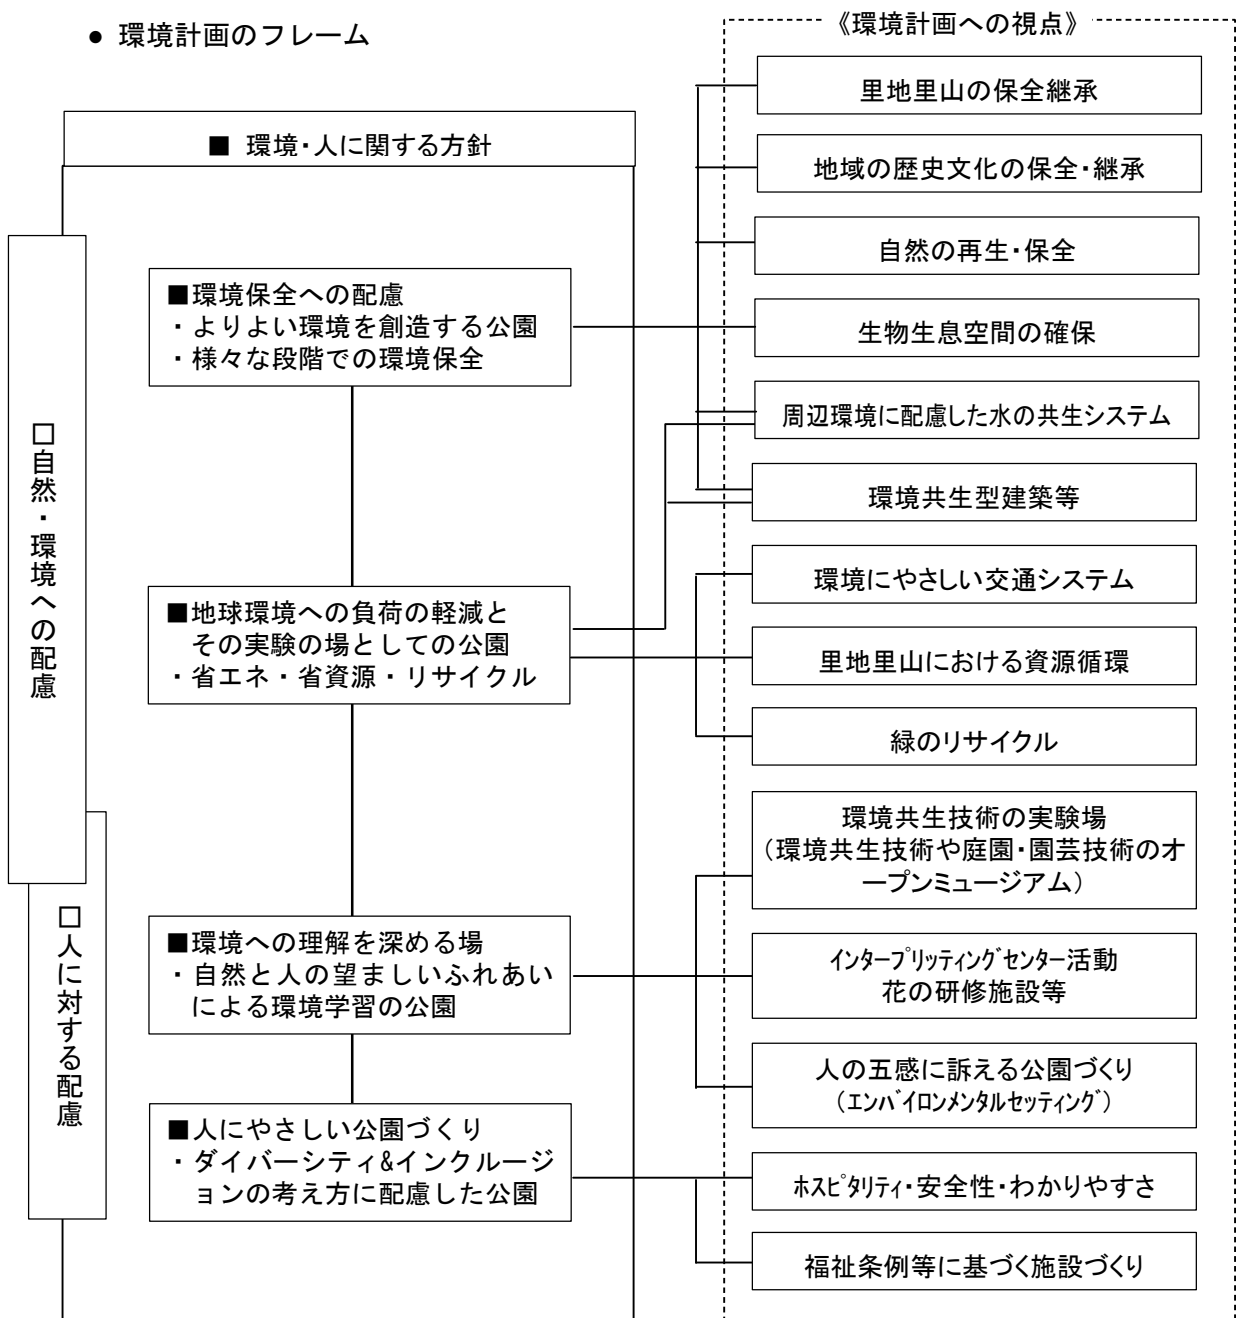 ● 環境計画のフレーム
《環境計画への視点》
■ 環境・人に関する方針
□自然・環境への配慮
□人に対する配慮
■環境保全への配慮
・よりよい環境を創造する公園
・様々な段階での環境保全
■地球環境への負荷の軽減と
その実験の場としての公園
・省エネ・省資源・リサイクル
■環境への理解を深める場
・自然と人の望ましいふれあい
による環境学習の公園
■人にやさしい公園づくり
・ダイバーシティ&インクルージ
ョンの考え方に配慮した公園
里地里山の保全継承
地域の歴史文化の保全・継承
自然の再生・保全
生物生息空間の確保
周辺環境に配慮した水の共生システム
環境共生型建築等
環境にやさしい交通システム
里地里山における資源循環
緑のリサイクル
環境共生技術の実験場
（環境共生技術や庭園・園芸技術のオ
ープンミュージアム）
ｲﾝﾀｰﾌﾟﾘｯﾃｨﾝｸﾞｾﾝﾀｰ活動
花の研修施設等
人の五感に訴える公園づくり
（ｴﾝﾊﾞｲﾛﾝﾒﾝﾀﾙｾｯﾃｨﾝｸﾞ）
ﾎｽﾋﾟﾀﾘﾃｨ・安全性・わかりやすさ
福祉条例等に基づく施設づくり